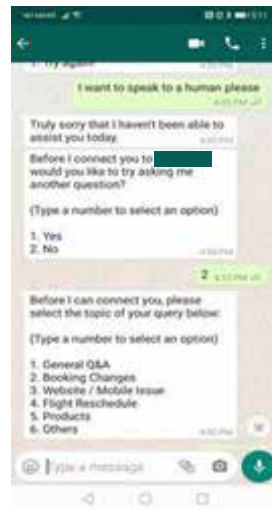 I want to speak to a human please
Truly sorry that I haven't been able to
assist you today.
Before I connect you to
would you like to try asking me
another question?
(Type a number to select an option)
1. Yes
2. No
2
Before I can connect you, please
select the topic of your query below:
(Type a number to select an option)
1. General Q&A
2. Booking Changes
3. Website / Mobile Issue
4. Flight Reschedule
5. Products
6. Others
Type a message